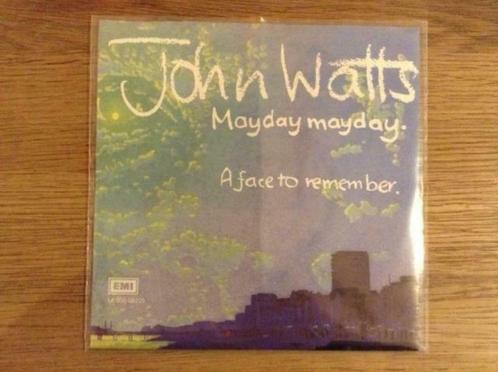 John Watts
Mayday mayday.
A face to remember.
EMI